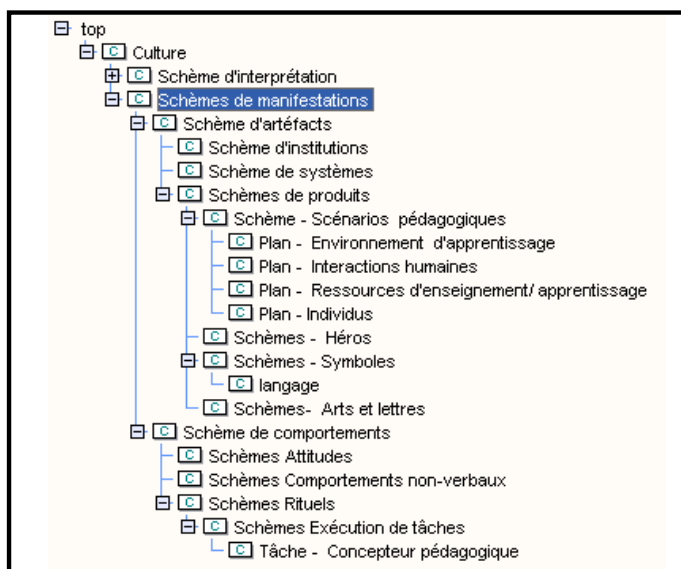 top
Culture
Schème d'interprétation
Schèmes de manifestations
Schème d'artéfacts
Schème d'institutions
Schème de systèmes
Schèmes de produits
Schème - Scénarios pédagogiques
Plan - Environnement d'apprentissage
Plan - Interactions humaines
Plan - Ressources d'enseignement/ apprentissage
Plan - Individus
Schèmes - Héros
Schèmes - Symboles
langage
Schèmes- Arts et lettres
Schème de comportements
Schèmes Attitudes
Schèmes Comportements non-verbaux
Schèmes Rituels
Schèmes Exécution de tâches
Tâche - Concepteur pédagogique